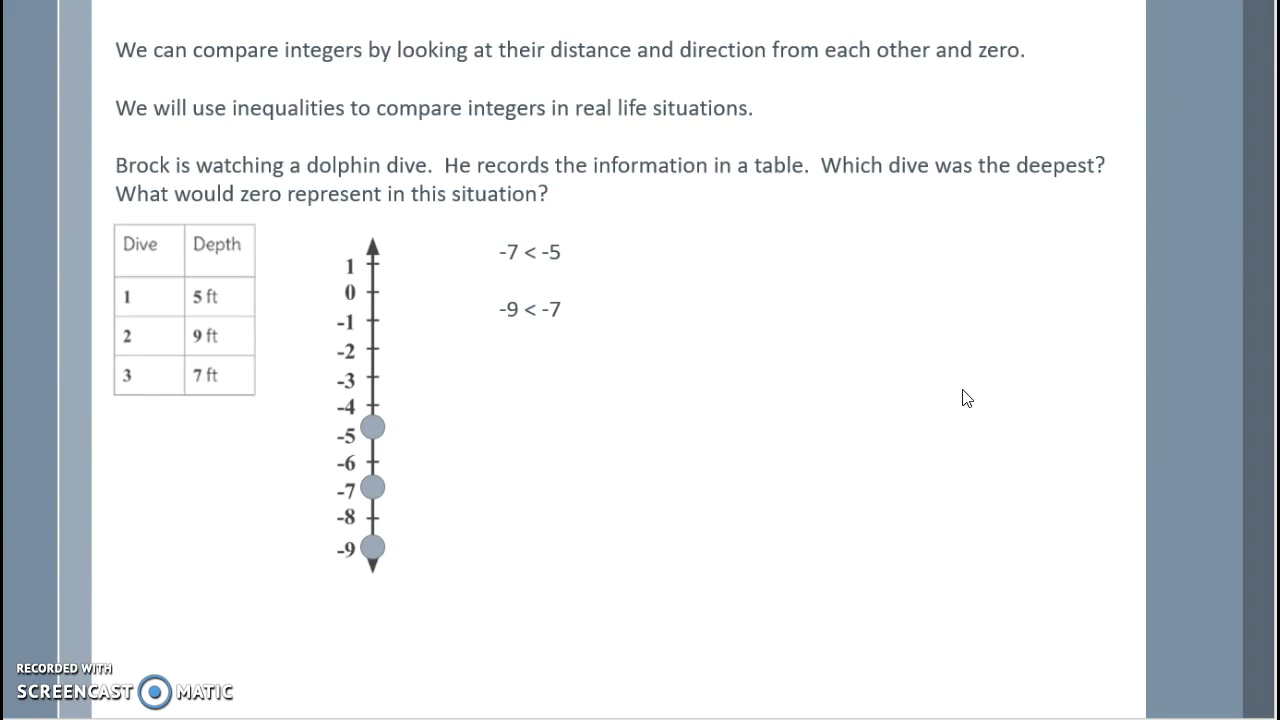 We can compare integers by looking at their distance and direction from each other and zero.
We will use inequalities to compare integers in real life situations.
Brock is watching a dolphin dive.  He records the information in a table.  Which dive was the deepest?
What would zero represent in this situation?
Dive Depth
1 5 ft
2 9 ft
3 7 ft
1
0
-1
-2
-3
-4
-5
-6
-7
-8
-9
-7 < -5
-9 < -7
RECORDED WITH
SCREENCAST MATIC